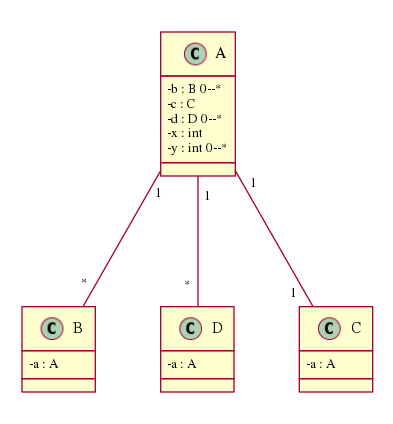 C A
-b : B 0--*
-c : C
-d : D 0--*
-x : int
-y : int 0--*
1 1 1
* * 1
C B
-a : A
C D
-a : A
C C
-a : A